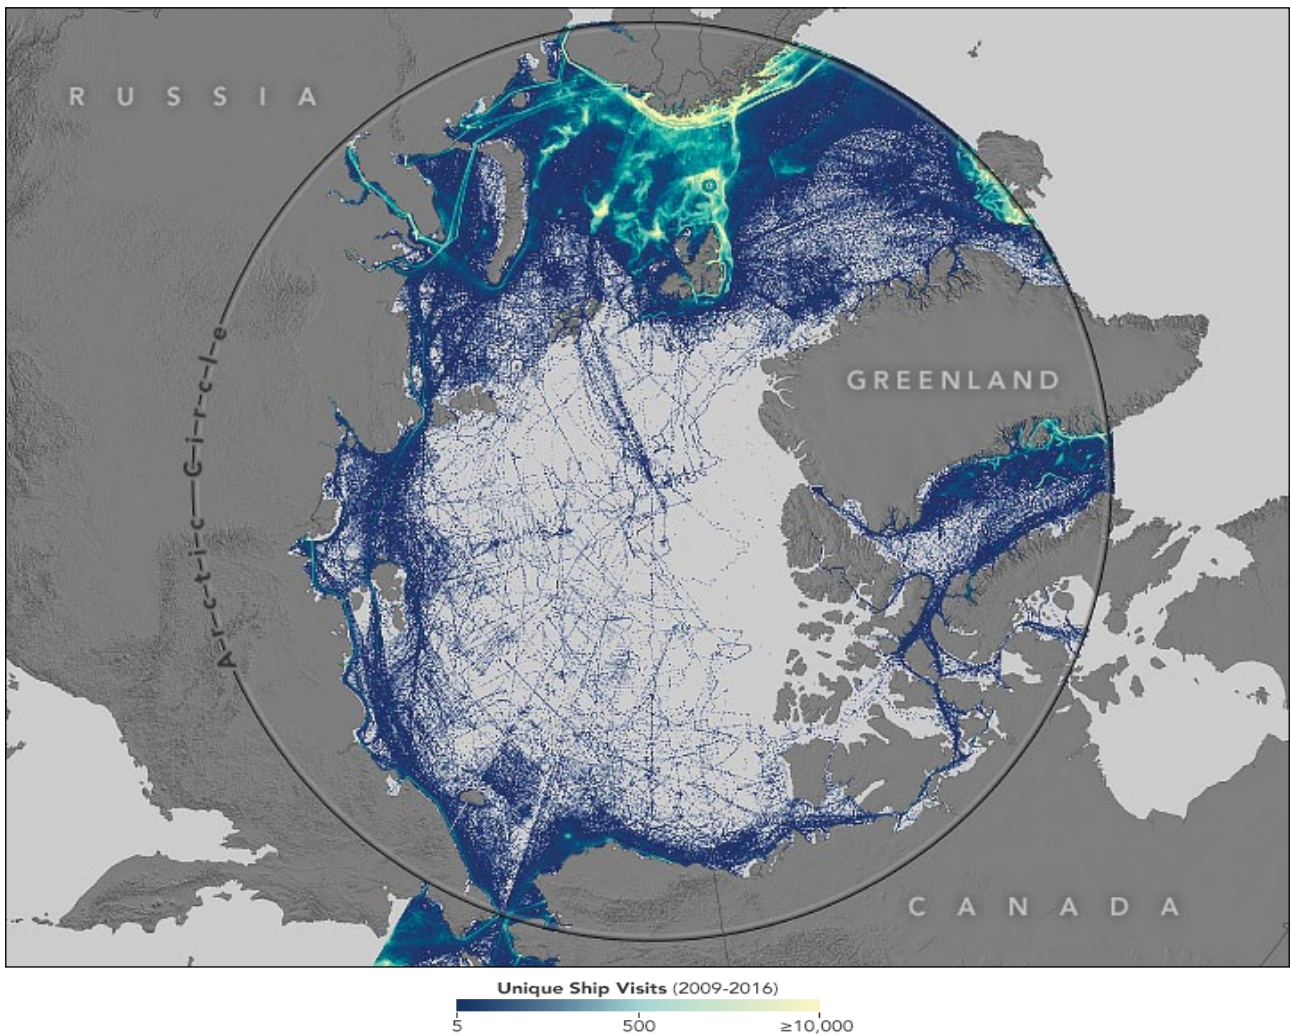 RUSSIA
GREENLAND
Arctic Circle
CANADA
Unique Ship Visits (2009-2016)
5 500 ≥10,000